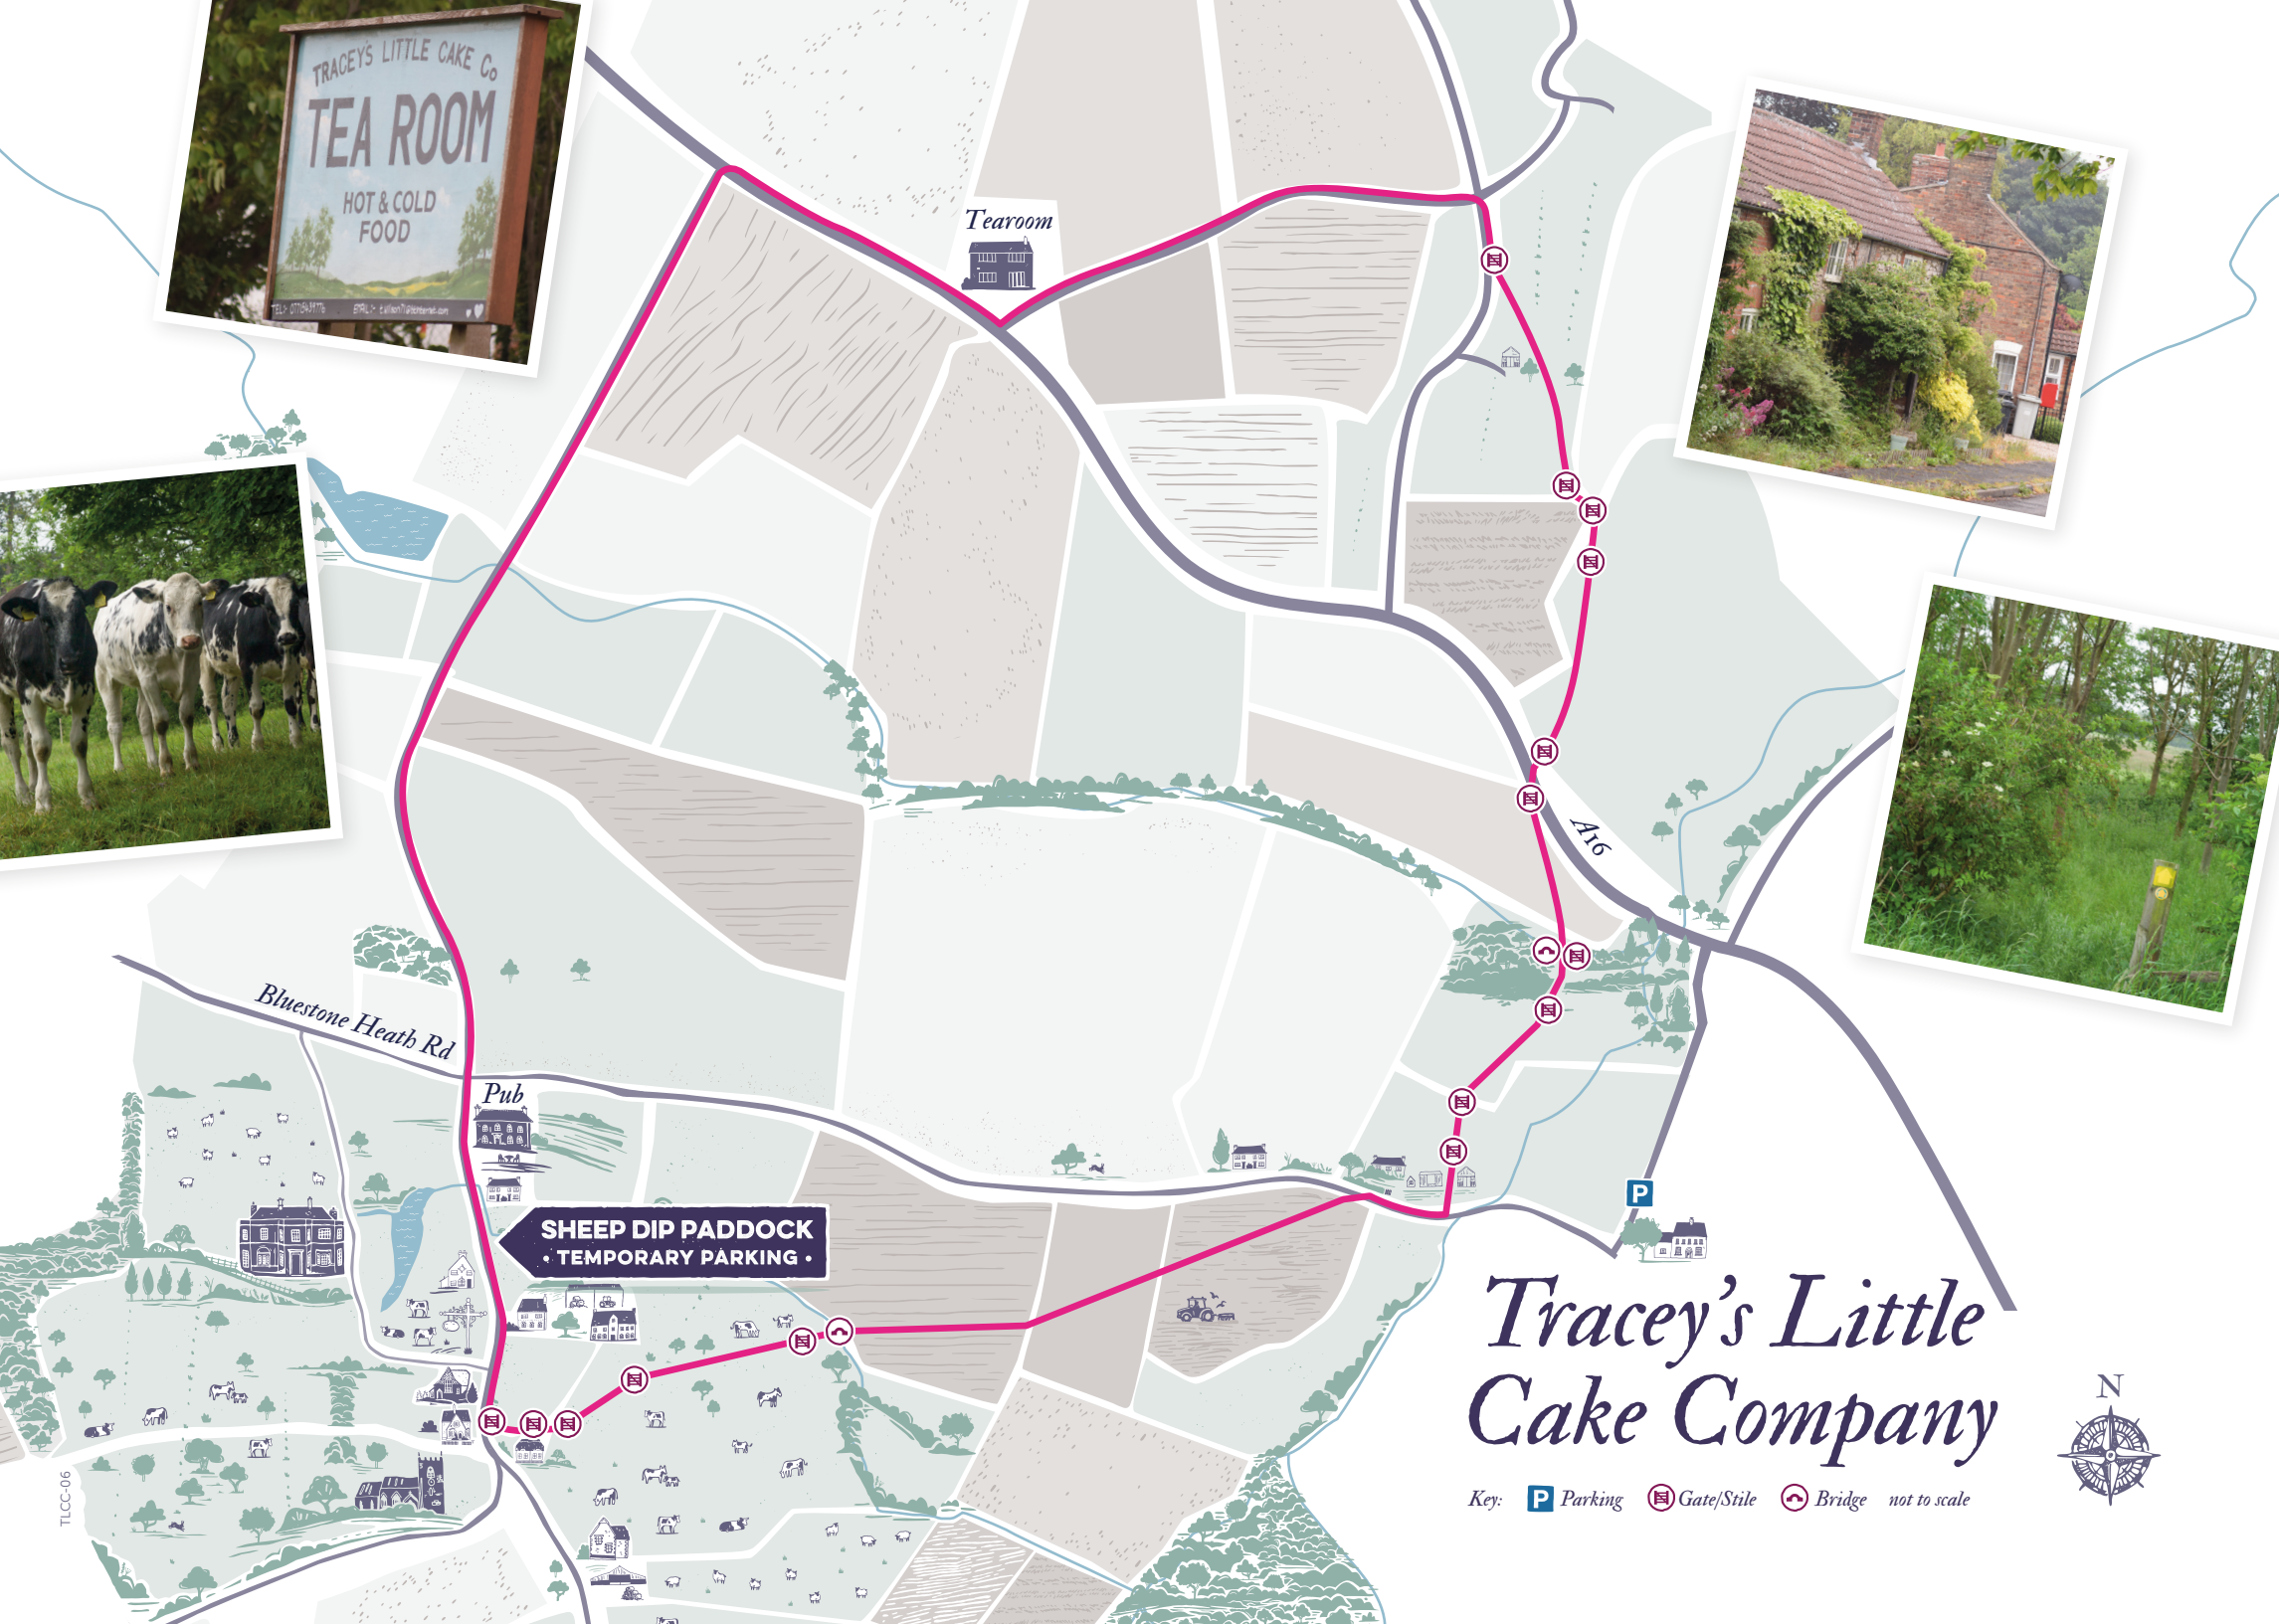 TRACEY'S LITTLE CAKE Co
TEA ROOM
HOT & COLD
FOOD
Tearoom
A16
Bluestone Heath Rd
Pub
SHEEP DIP PADDOCK
• TEMPORARY PARKING •
P
Tracey's Little
Cake Company
N
Key: P Parking Gate/Stile Bridge not to scale
TLCC-06